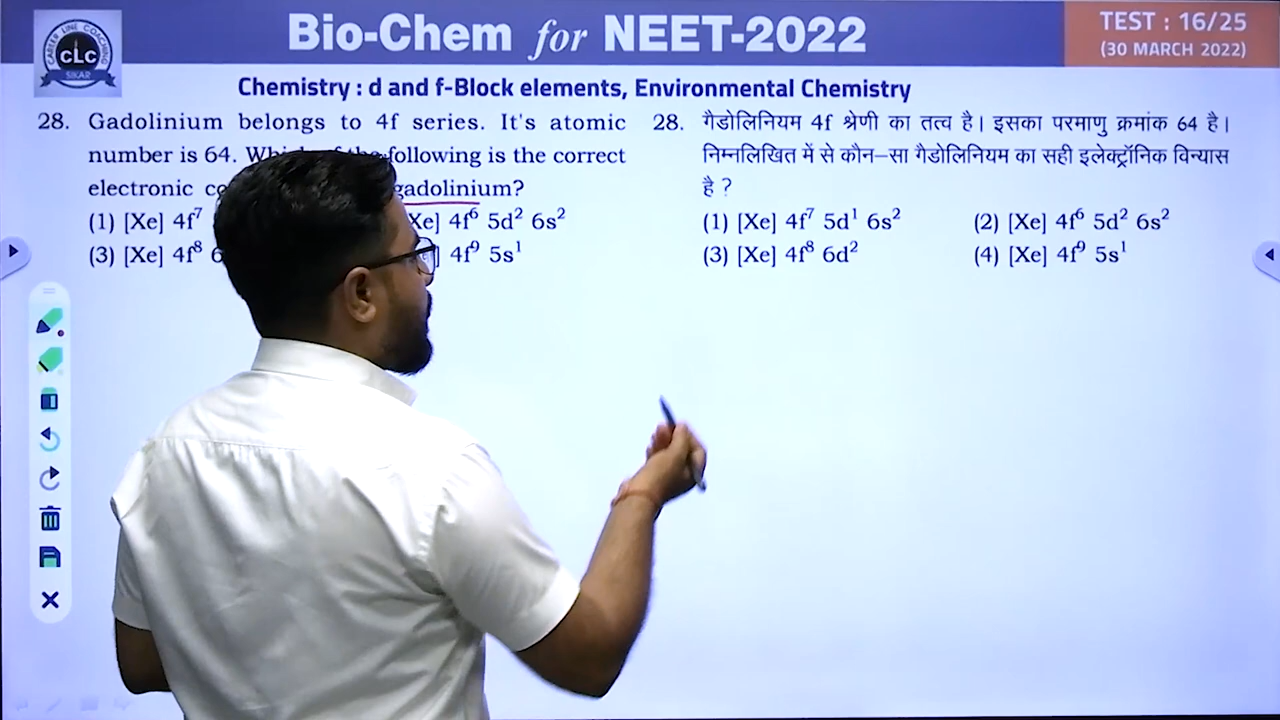 Bio-Chem for NEET-2022
TEST : 16/25
(30 MARCH 2022)
CAREER LINE COACHING
CLC
SIKAR
Chemistry : d and f-Block elements, Environmental Chemistry
28. Gadolinium belongs to 4f series. It's atomic
number is 64. following is the correct
electronic gadolinium?
(1) [Xe] 4f⁷ Xe] 4f⁶ 5d² 6s²
(3) [Xe] 4f⁸ 6 ] 4f⁹ 5s¹
28. गैडोलिनियम 4f श्रेणी का तत्व है। इसका परमाणु क्रमांक 64 है।
निम्नलिखित में से कौन–सा गैडोलिनियम का सही इलेक्ट्रॉनिक विन्यास
है ?
(1) [Xe] 4f⁷ 5d¹ 6s² (2) [Xe] 4f⁶ 5d² 6s²
(3) [Xe] 4f⁸ 6d² (4) [Xe] 4f⁹ 5s¹